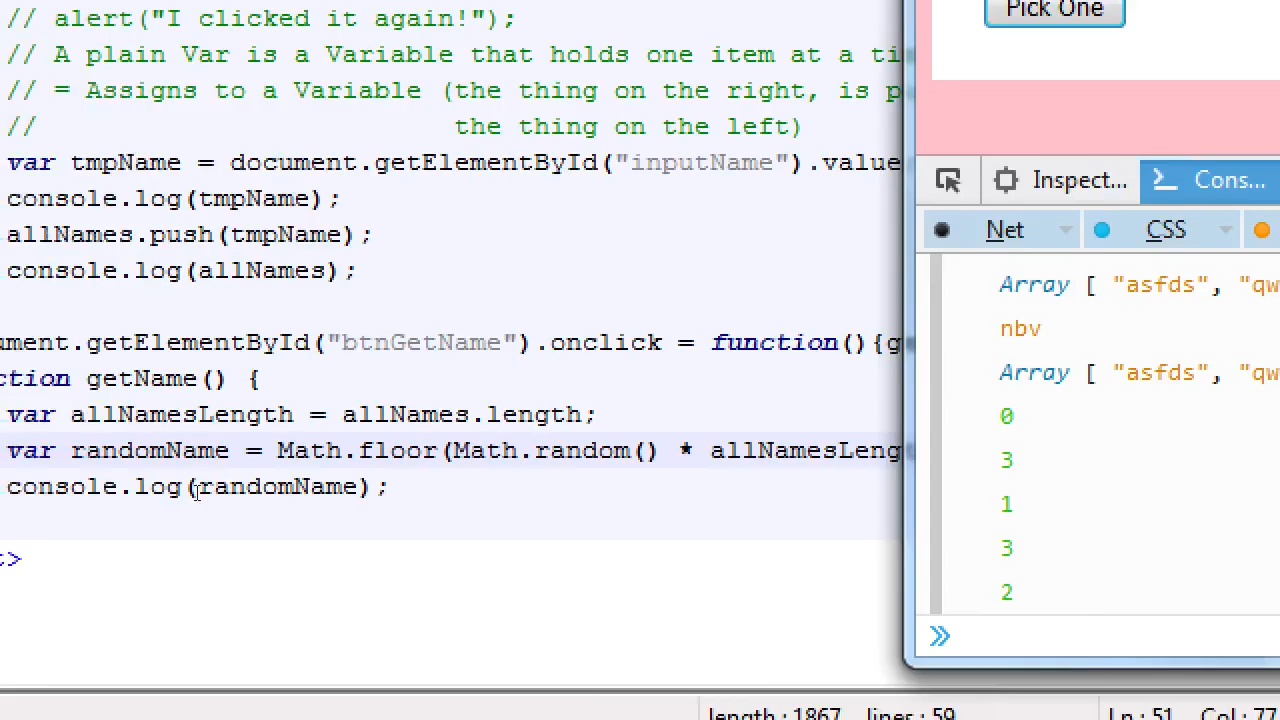 // alert("I clicked it again!");
// A plain Var is a Variable that holds one item at a ti
// = Assigns to a Variable (the thing on the right, is p
// the thing on the left)
var tmpName = document.getElementById("inputName").value
console.log(tmpName);
allNames.push(tmpName);
console.log(allNames);
ument.getElementById("btnGetName").onclick = function(){g
ction getName() {
var allNamesLength = allNames.length;
var randomName = Math.floor(Math.random() * allNamesLeng
console.log(randomName);
t>
Pick One
Inspect... Cons...
Net CSS
Array [ "asfds", "qw
nbv
Array [ "asfds", "qw
0
3
1
3
2
length : 1867 lines : 59 Ln : 51 Col : 77